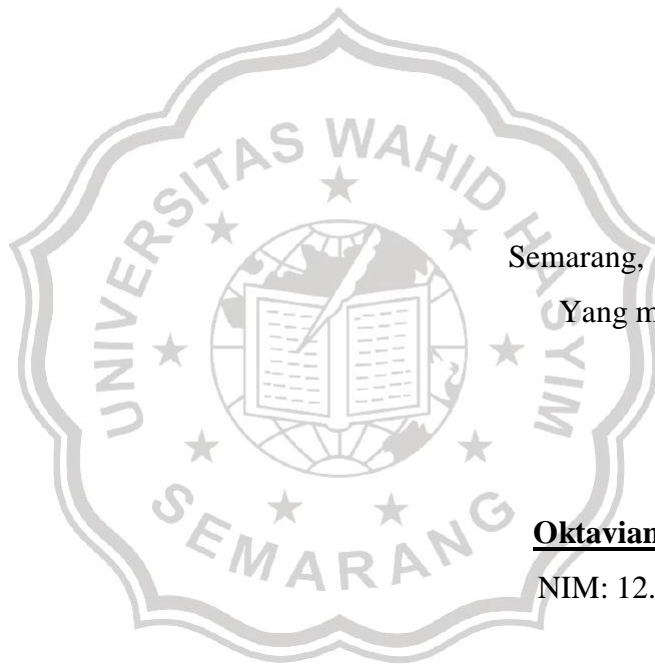 UNIVERSITAS WAHID HASYIM
Semarang,
Yang m
Oktavian
NIM: 12.
SEMARANG